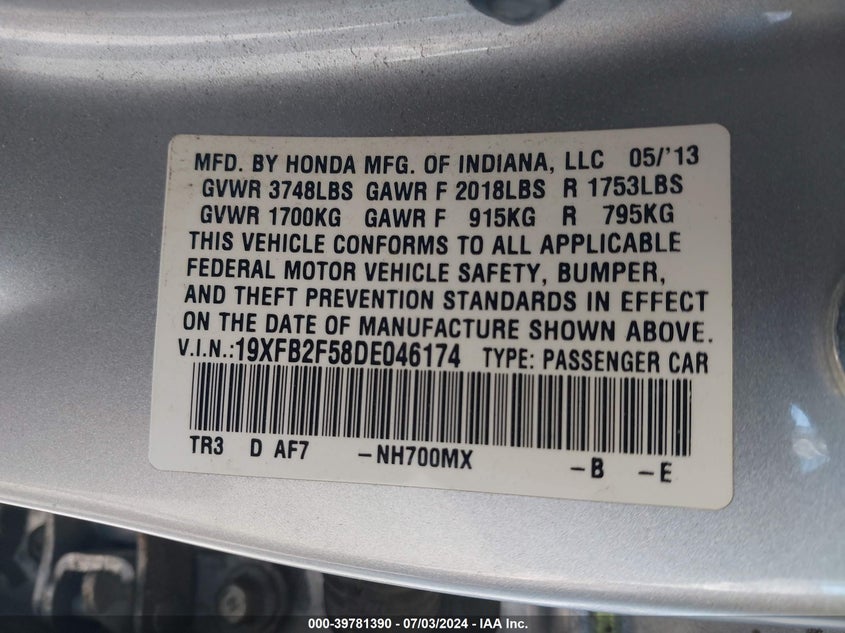 MFD. BY HONDA MFG. OF INDIANA, LLC 05/'13
GVWR 3748LBS GAWR F 2018LBS R 1753LBS
GVWR 1700KG GAWR F 915KG R 795KG
THIS VEHICLE CONFORMS TO ALL APPLICABLE
FEDERAL MOTOR VEHICLE SAFETY, BUMPER,
AND THEFT PREVENTION STANDARDS IN EFFECT
ON THE DATE OF MANUFACTURE SHOWN ABOVE.
V.I.N.:19XFB2F58DE046174 TYPE: PASSENGER CAR
TR3 D AF7 -NH700MX -B -E
000-39781390 - 07/03/2024 - IAA Inc.